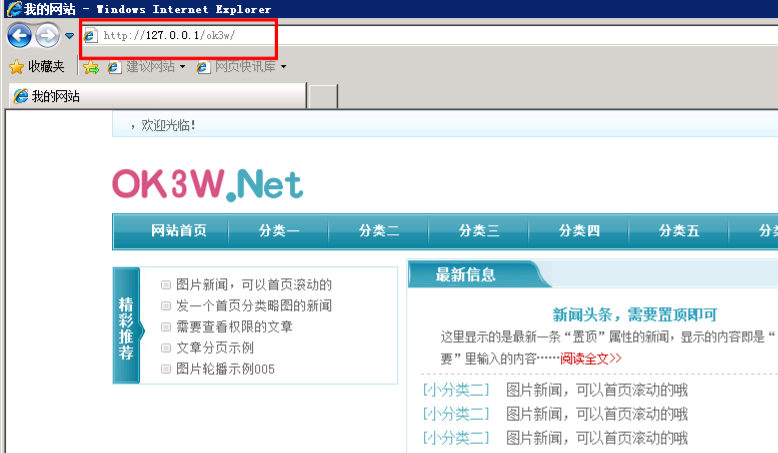 我的网站 - Windows Internet Explorer
http://127.0.0.1/ok3w/
收藏夹 建议网站 网页快讯库
我的网站
，欢迎光临!
OK3W.Net
网站首页 分类一 分类二 分类三 分类四 分类五
精彩推荐
图片新闻，可以首页滚动的
发一个首页分类略图的新闻
需要查看权限的文章
文章分页示例
图片轮播示例005
最新信息
新闻头条，需要置顶即可
这里显示的是最新一条“置顶”属性的新闻，显示的内容即是“
要”里输入的内容……阅读全文>>
[小分类二] 图片新闻，可以首页滚动的哦
[小分类二] 图片新闻，可以首页滚动的哦
[小分类二] 图片新闻，可以首页滚动的哦